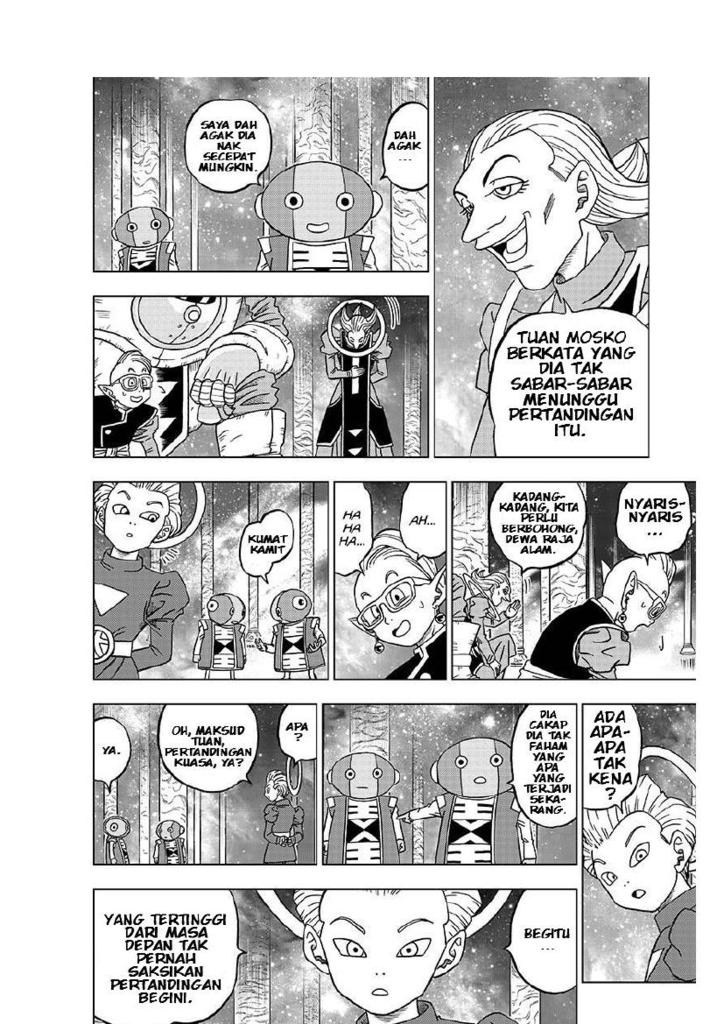 TUAN MOSKO
BERKATA YANG
DIA TAK
SABAR-SABAR
MENUNGGU
PERTANDINGAN
ITU.
DAH
AGAK
...
SAYA DAH
AGAK DIA
NAK
SECEPAT
MUNGKIN.
NYARIS-
NYARIS
...
KADANG-
KADANG, KITA
PERLU
BERBOHONG,
DEWA RAJA
ALAM.
AH...
HA
HA
HA...
KUMAT
KAMIT
ADA
APA-
APA
TAK
KENA
?
DIA
CAKAP
DIA TAK
FAHAM
YANG
APA
YANG
TERJADI
SEKA-
RANG.
APA
?
OH, MAKSUD
TUAN,
PERTANDINGAN
KUASA, YA?
YA.
BEGITU
...
YANG TERTINGGI
DARI MASA
DEPAN TAK
PERNAH
SAKSIKAN
PERTANDINGAN
BEGINI.